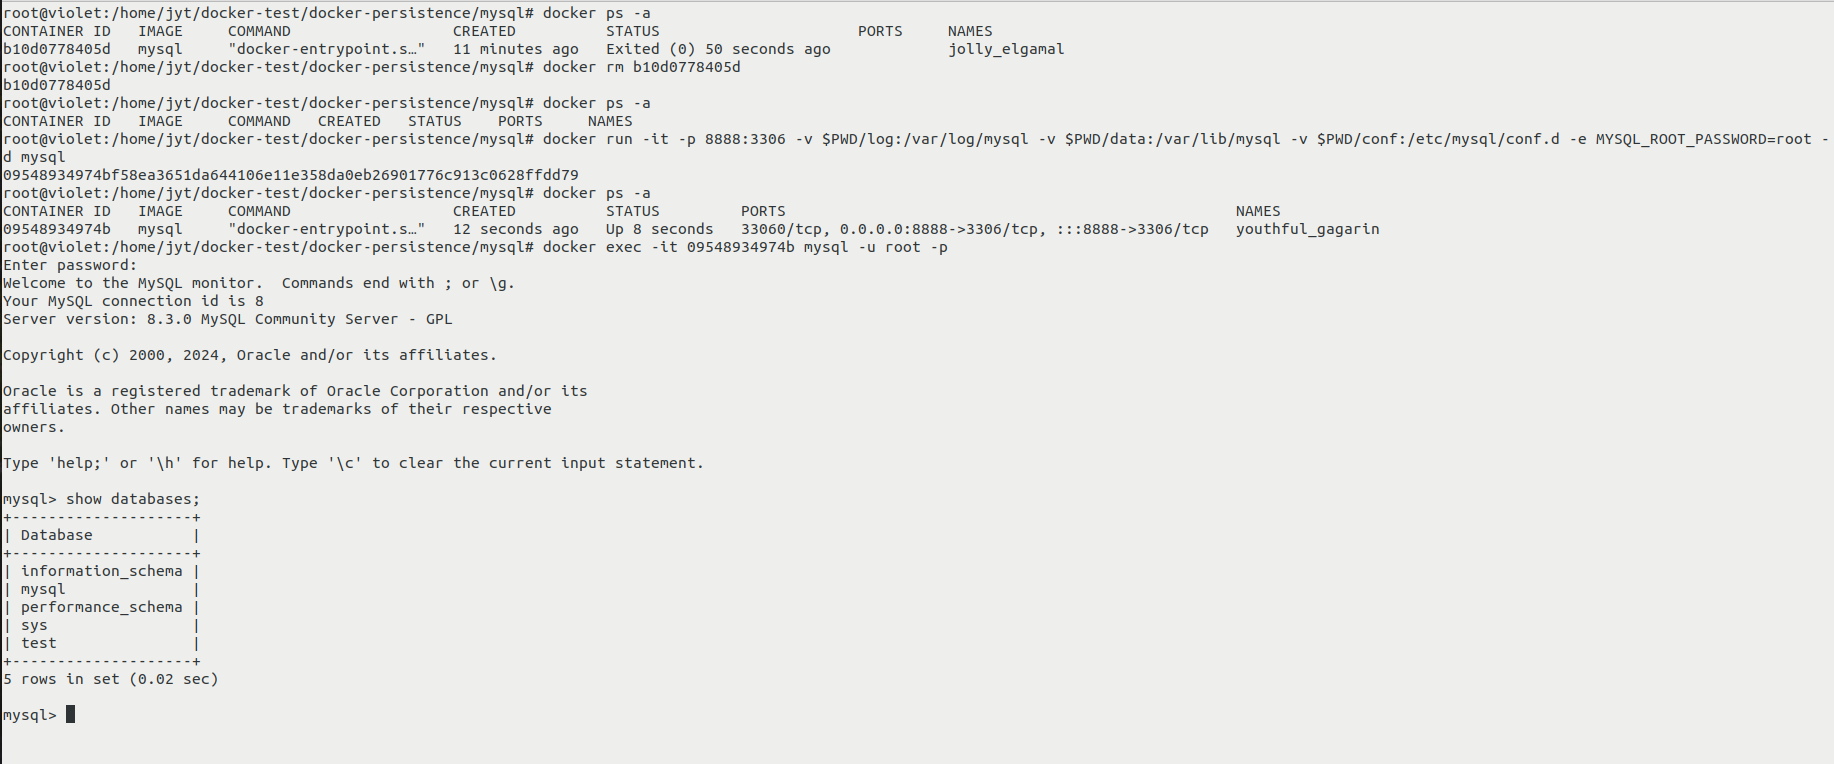 root@violet:/home/jyt/docker-test/docker-persistence/mysql# docker ps -a
CONTAINER ID   IMAGE     COMMAND                  CREATED          STATUS                      PORTS     NAMES
b10d0778405d   mysql     "docker-entrypoint.s…"   11 minutes ago   Exited (0) 50 seconds ago             jolly_elgamal
root@violet:/home/jyt/docker-test/docker-persistence/mysql# docker rm b10d0778405d
b10d0778405d
root@violet:/home/jyt/docker-test/docker-persistence/mysql# docker ps -a
CONTAINER ID   IMAGE     COMMAND   CREATED   STATUS    PORTS     NAMES
root@violet:/home/jyt/docker-test/docker-persistence/mysql# docker run -it -p 8888:3306 -v $PWD/log:/var/log/mysql -v $PWD/data:/var/lib/mysql -v $PWD/conf:/etc/mysql/conf.d -e MYSQL_ROOT_PASSWORD=root -
d mysql
09548934974bf58ea3651da644106e11e358da0eb26901776c913c0628ffdd79
root@violet:/home/jyt/docker-test/docker-persistence/mysql# docker ps -a
CONTAINER ID   IMAGE     COMMAND                  CREATED          STATUS         PORTS                                                  NAMES
09548934974b   mysql     "docker-entrypoint.s…"   12 seconds ago   Up 8 seconds   33060/tcp, 0.0.0.0:8888->3306/tcp, :::8888->3306/tcp   youthful_gagarin
root@violet:/home/jyt/docker-test/docker-persistence/mysql# docker exec -it 09548934974b mysql -u root -p
Enter password:
Welcome to the MySQL monitor.  Commands end with ; or \g.
Your MySQL connection id is 8
Server version: 8.3.0 MySQL Community Server - GPL

Copyright (c) 2000, 2024, Oracle and/or its affiliates.

Oracle is a registered trademark of Oracle Corporation and/or its
affiliates. Other names may be trademarks of their respective
owners.

Type 'help;' or '\h' for help. Type '\c' to clear the current input statement.

mysql> show databases;
+--------------------+
| Database           |
+--------------------+
| information_schema |
| mysql              |
| performance_schema |
| sys                |
| test               |
+--------------------+
5 rows in set (0.02 sec)

mysql>